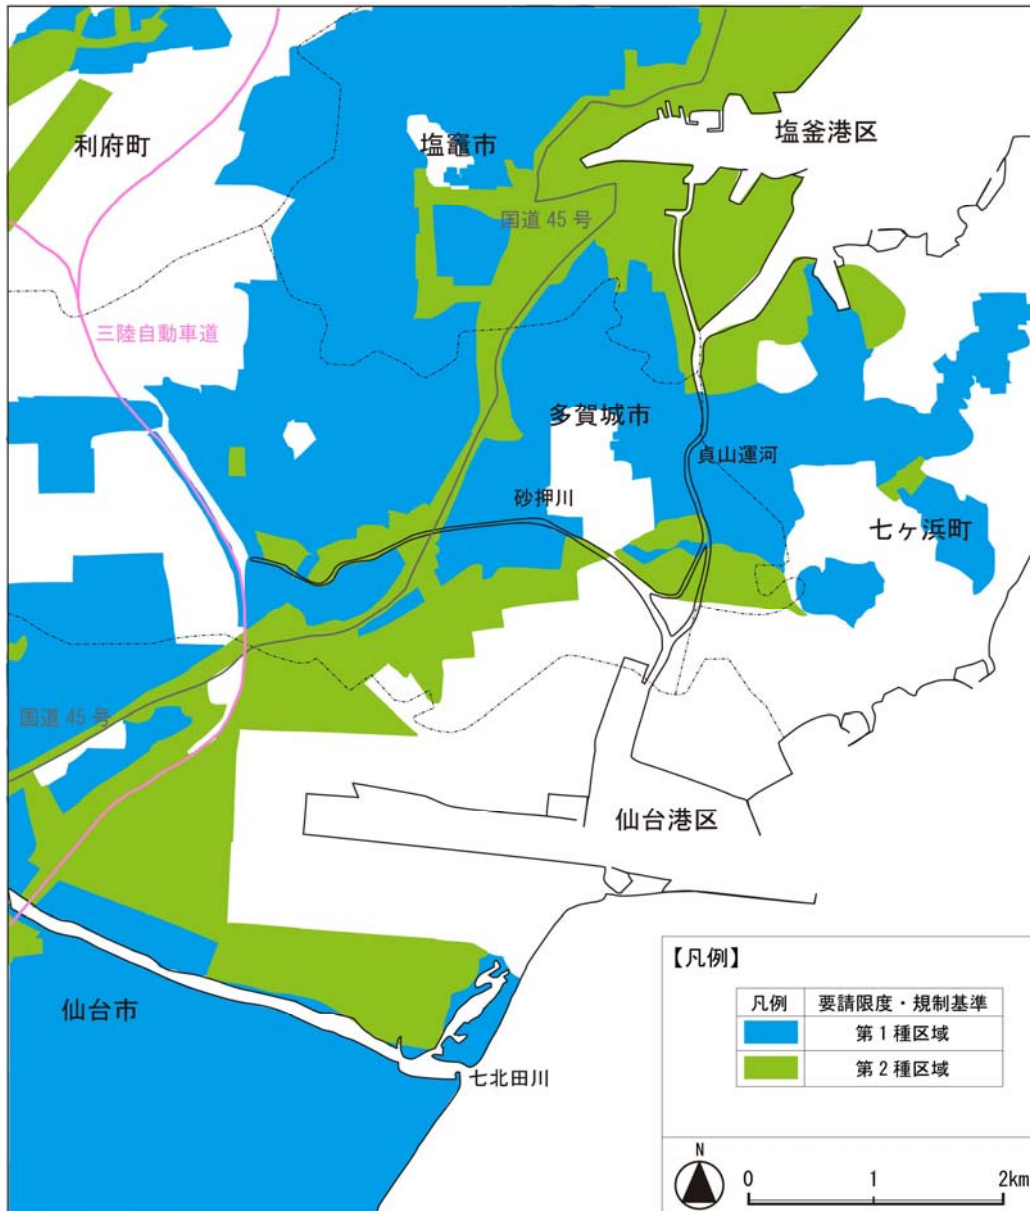 利府町
塩竈市
塩釜港区
国道 45 号
三陸自動車道
多賀城市
貞山運河
砂押川
七ヶ浜町
国道 45 号
仙台港区
【凡例】
凡例 要請限度・規制基準
第1種区域
第2種区域
仙台市
七北田川
N
0 1 2km